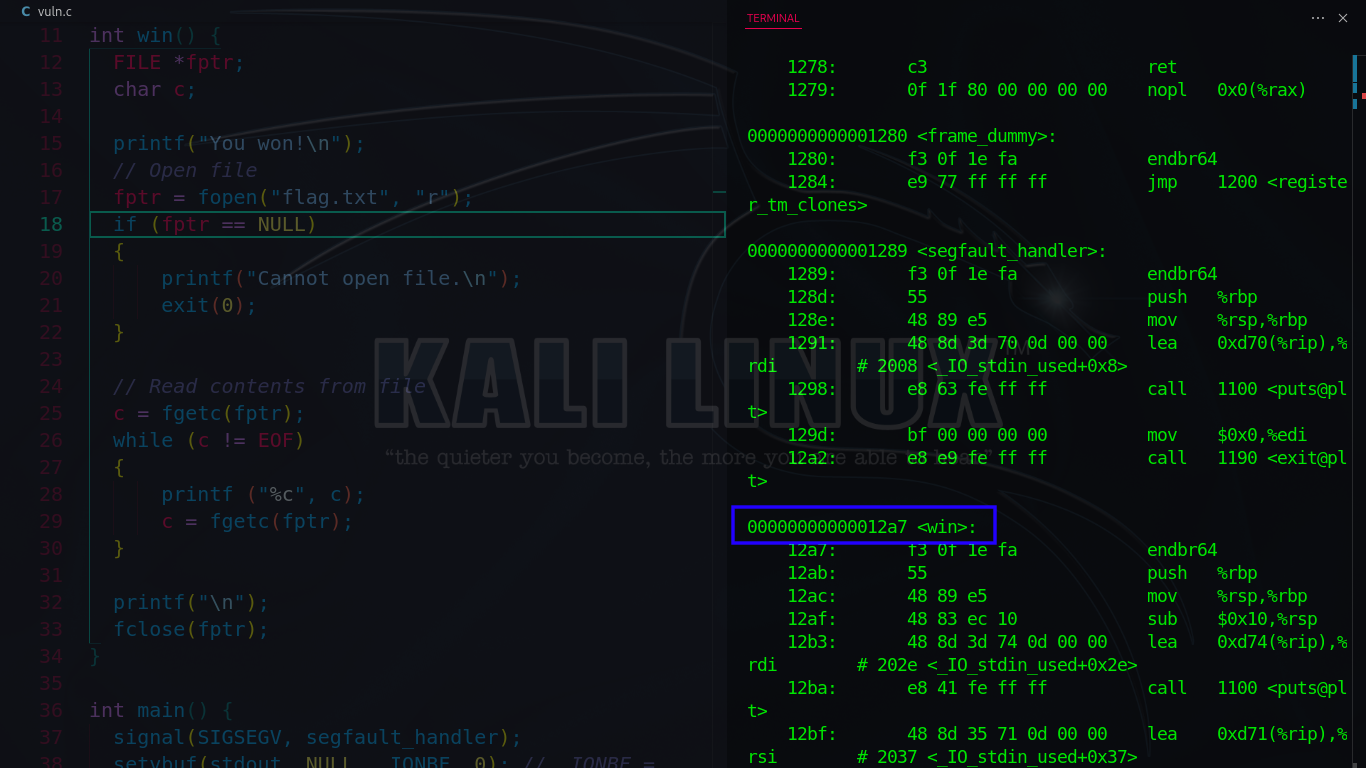 C vuln.c
11 int win() {
12 FILE *fptr;
13 char c;
14
15 printf("You won!\n");
16 // Open file
17 fptr = fopen("flag.txt", "r");
18 if (fptr == NULL)
19 {
20 printf("Cannot open file.\n");
21 exit(0);
22 }
23
24 // Read contents from file
25 c = fgetc(fptr);
26 while (c != EOF)
27 {
28 printf ("%c", c);
29 c = fgetc(fptr);
30 }
31
32 printf("\n");
33 fclose(fptr);
34 }
35
36 int main() {
37 signal(SIGSEGV, segfault_handler);
38 setvbuf(stdout, NULL, _IONBF, 0); // _IONBF =
KALI LINUX™
"the quieter you become, the more you are able to hear"
TERMINAL
1278: c3 ret
1279: 0f 1f 80 00 00 00 00 nopl 0x0(%rax)
0000000000001280 <frame_dummy>:
1280: f3 0f 1e fa endbr64
1284: e9 77 ff ff ff jmp 1200 <registe
r_tm_clones>
0000000000001289 <segfault_handler>:
1289: f3 0f 1e fa endbr64
128d: 55 push %rbp
128e: 48 89 e5 mov %rsp,%rbp
1291: 48 8d 3d 70 0d 00 00 lea 0xd70(%rip),%
rdi # 2008 <_IO_stdin_used+0x8>
1298: e8 63 fe ff ff call 1100 <puts@pl
t>
129d: bf 00 00 00 00 mov $0x0,%edi
12a2: e8 e9 fe ff ff call 1190 <exit@pl
t>
00000000000012a7 <win>:
12a7: f3 0f 1e fa endbr64
12ab: 55 push %rbp
12ac: 48 89 e5 mov %rsp,%rbp
12af: 48 83 ec 10 sub $0x10,%rsp
12b3: 48 8d 3d 74 0d 00 00 lea 0xd74(%rip),%
rdi # 202e <_IO_stdin_used+0x2e>
12ba: e8 41 fe ff ff call 1100 <puts@pl
t>
12bf: 48 8d 35 71 0d 00 00 lea 0xd71(%rip),%
rsi # 2037 <_IO_stdin_used+0x37>